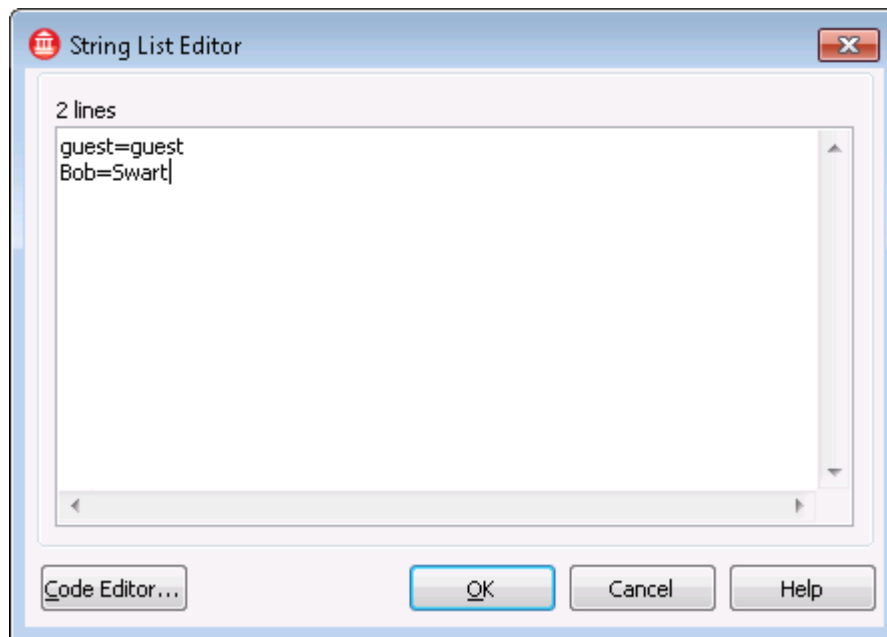 String List Editor
2 lines
guest=guest
Bob=Swart
Code Editor...
OK
Cancel
Help